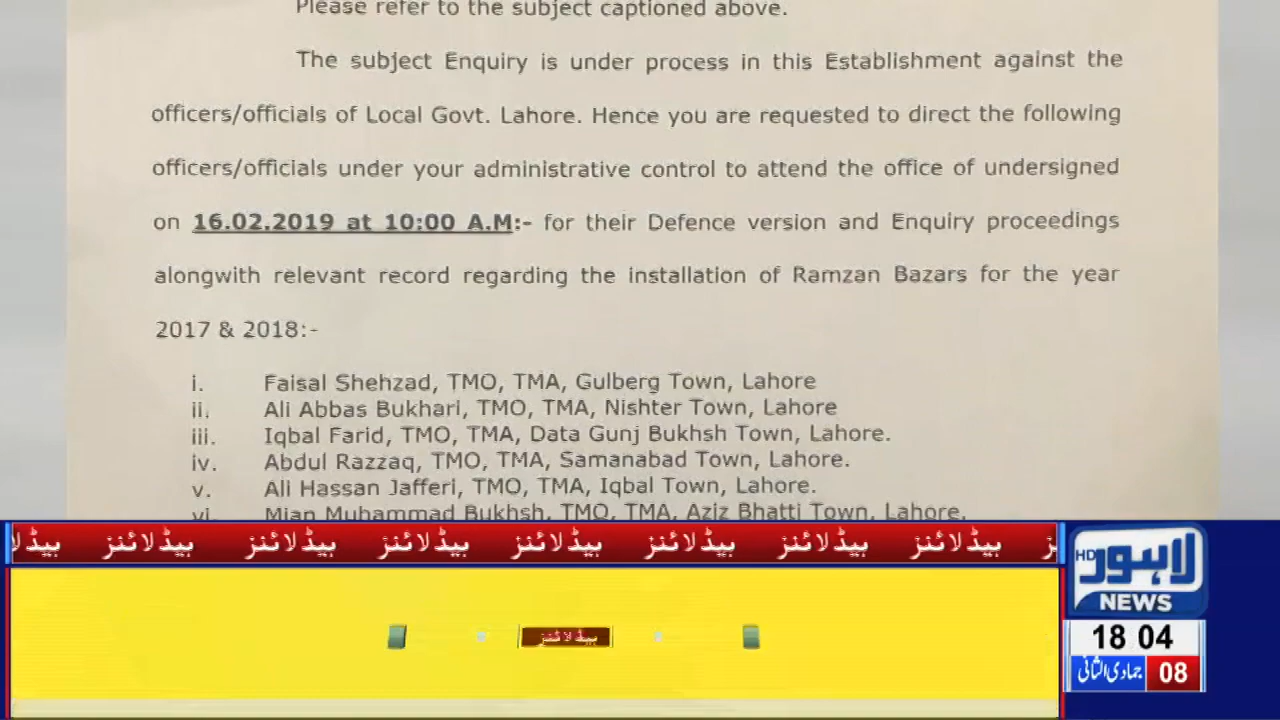 Please refer to the subject captioned above.
The subject Enquiry is under process in this Establishment against the
officers/officials of Local Govt. Lahore. Hence you are requested to direct the following
officers/officials under your administrative control to attend the office of undersigned
on 16.02.2019 at 10:00 A.M:- for their Defence version and Enquiry proceedings
alongwith relevant record regarding the installation of Ramzan Bazars for the year
2017 & 2018:-
i. Faisal Shehzad, TMO, TMA, Gulberg Town, Lahore
ii. Ali Abbas Bukhari, TMO, TMA, Nishter Town, Lahore
iii. Iqbal Farid, TMO, TMA, Data Gunj Bukhsh Town, Lahore.
iv. Abdul Razzaq, TMO, TMA, Samanabad Town, Lahore.
v. Ali Hassan Jafferi, TMO, TMA, Iqbal Town, Lahore.
vi. Mian Muhammad Bukhsh, TMO, TMA, Aziz Bhatti Town, Lahore.
ہیڈلائنز ہیڈلائنز ہیڈلائنز ہیڈلائنز ہیڈلائنز ہیڈلائنز ہیڈلائنز
ہیڈلائنز
لاہور HD
NEWS
18 04
جمادی الثانی 08